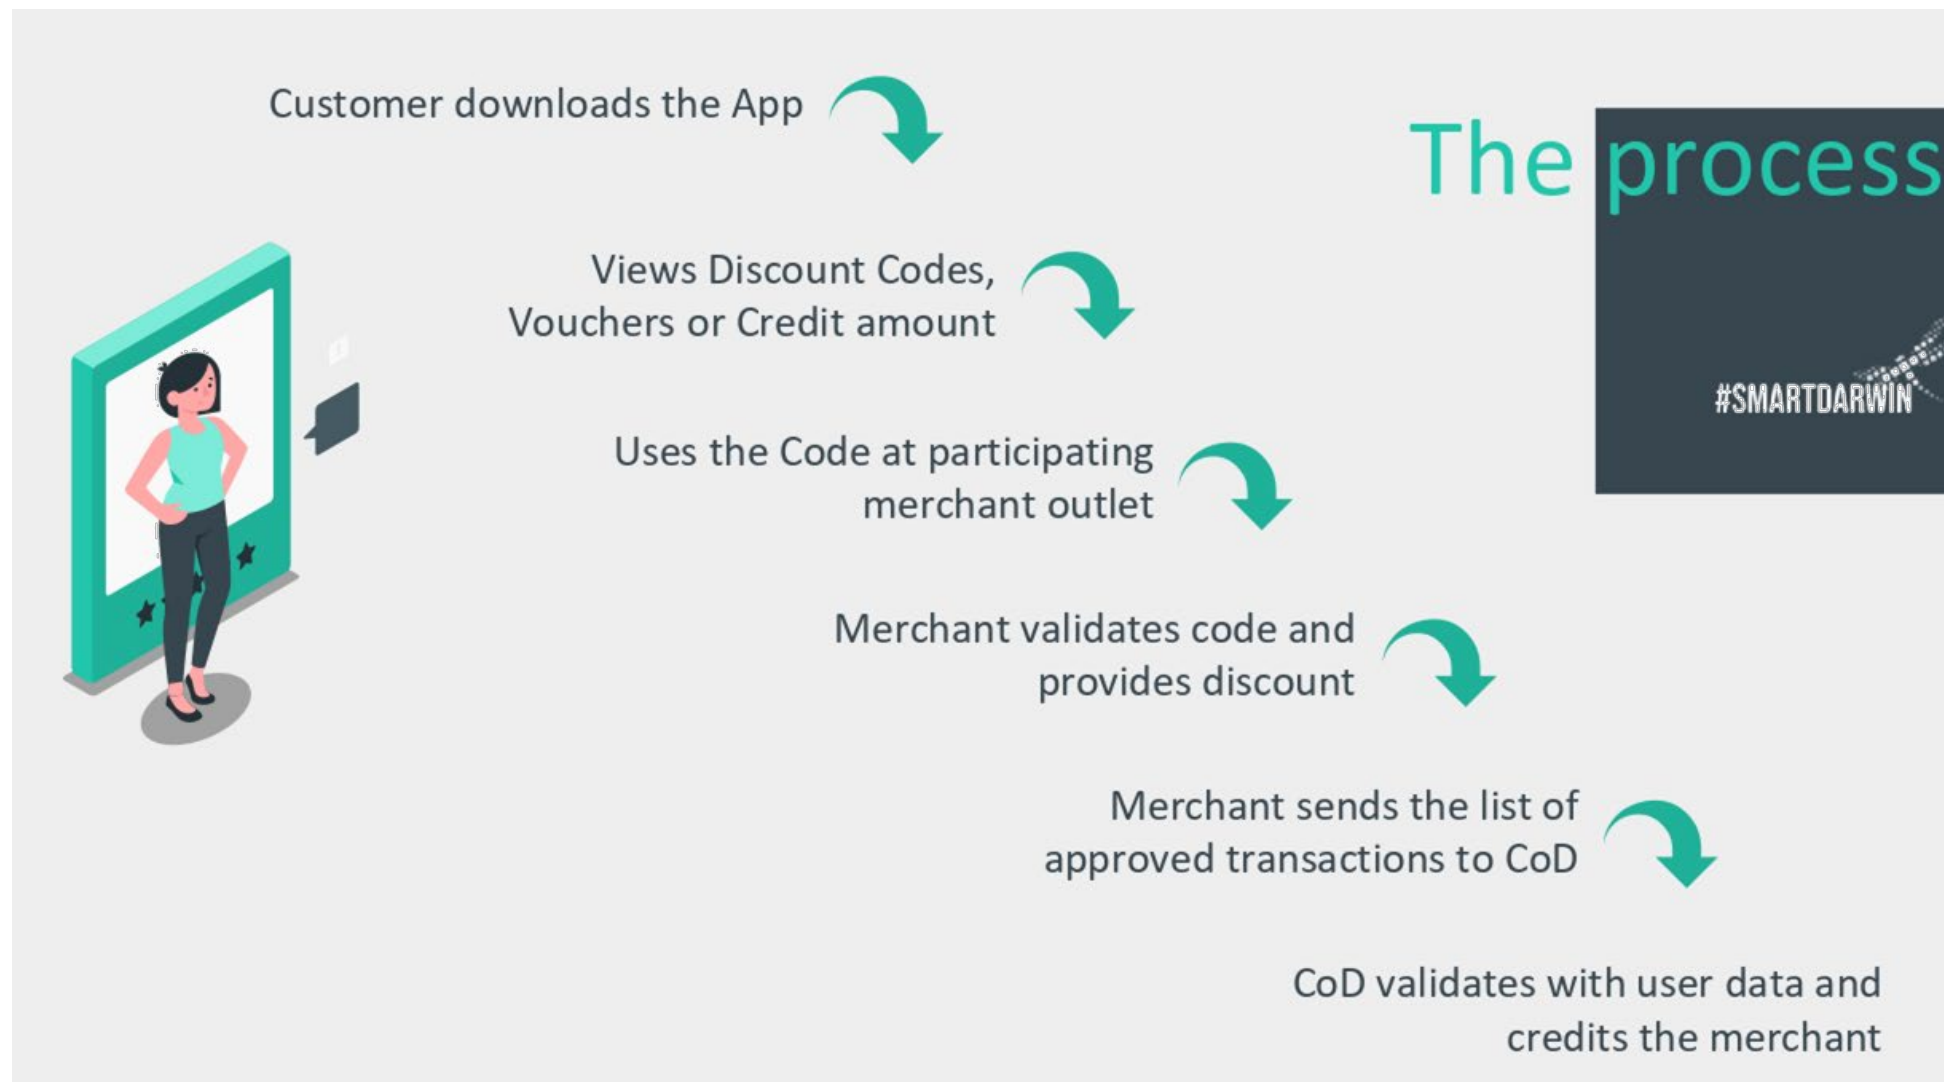 Customer downloads the App
The process
Views Discount Codes,
Vouchers or Credit amount
#SMARTDARWIN
Uses the Code at participating
merchant outlet
Merchant validates code and
provides discount
Merchant sends the list of
approved transactions to CoD
CoD validates with user data and
credits the merchant